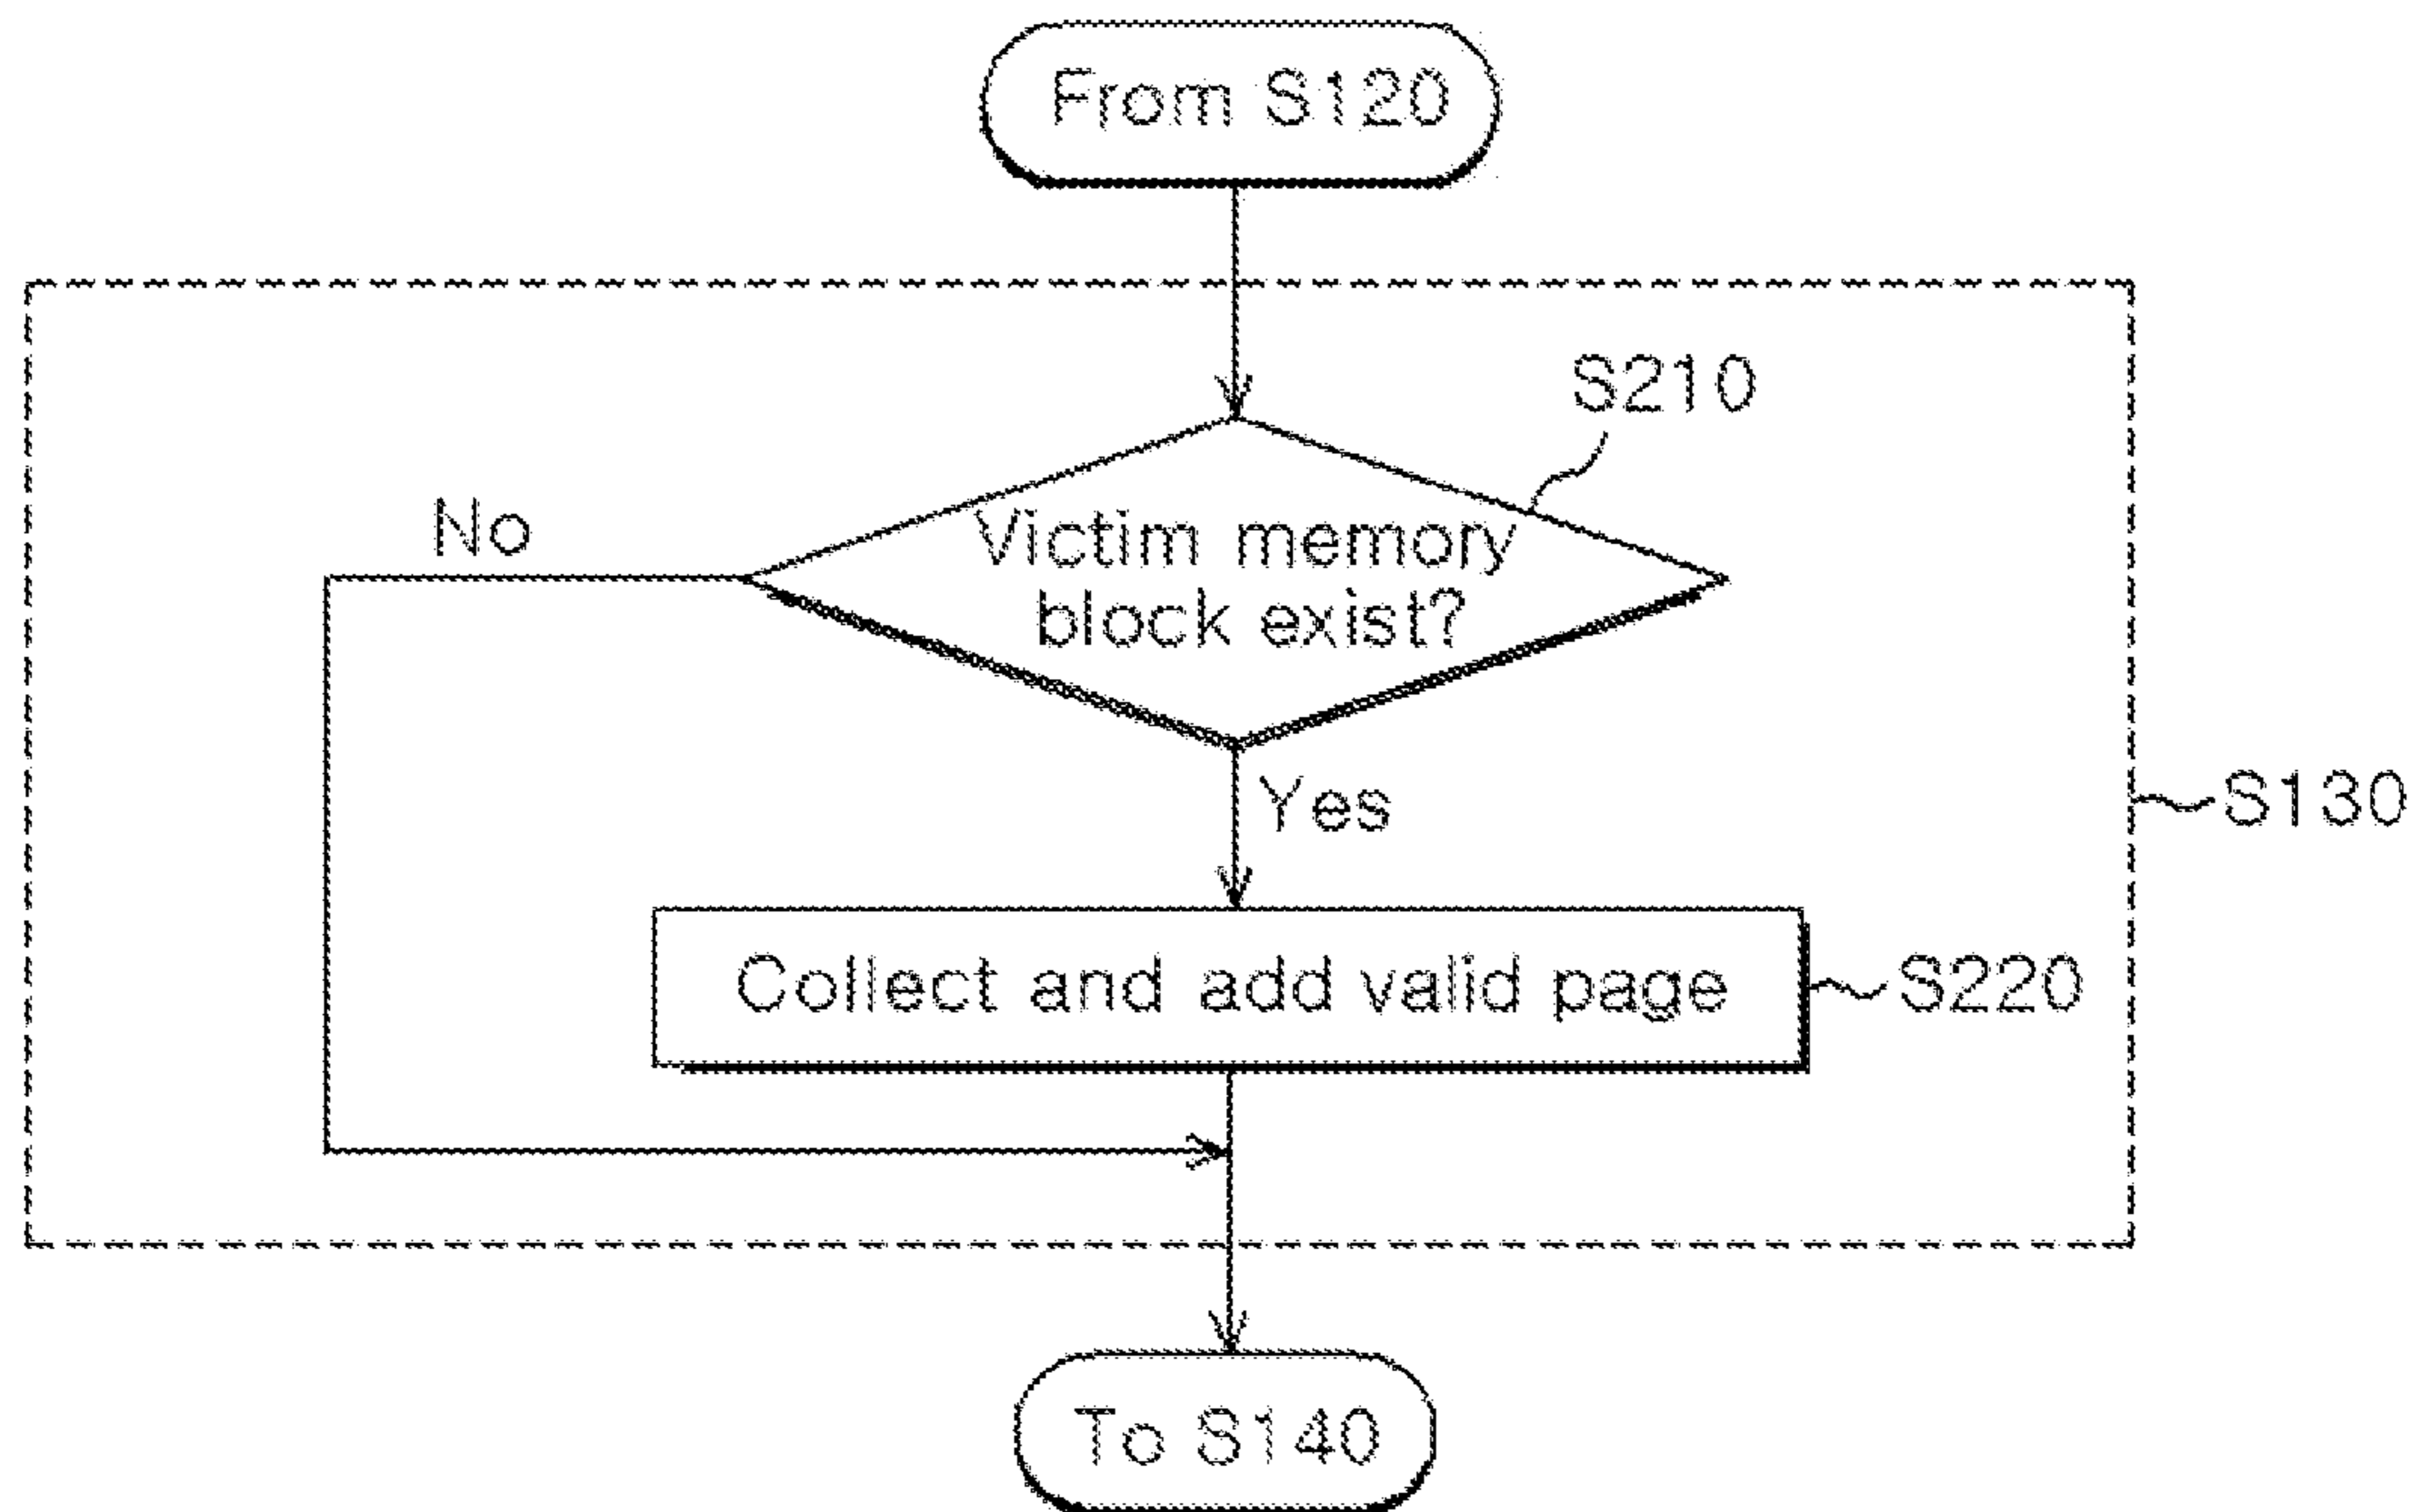 From S120
S210
No
Victim memory
block exist?
Yes
S130
Collect and add valid page
S220
To S140